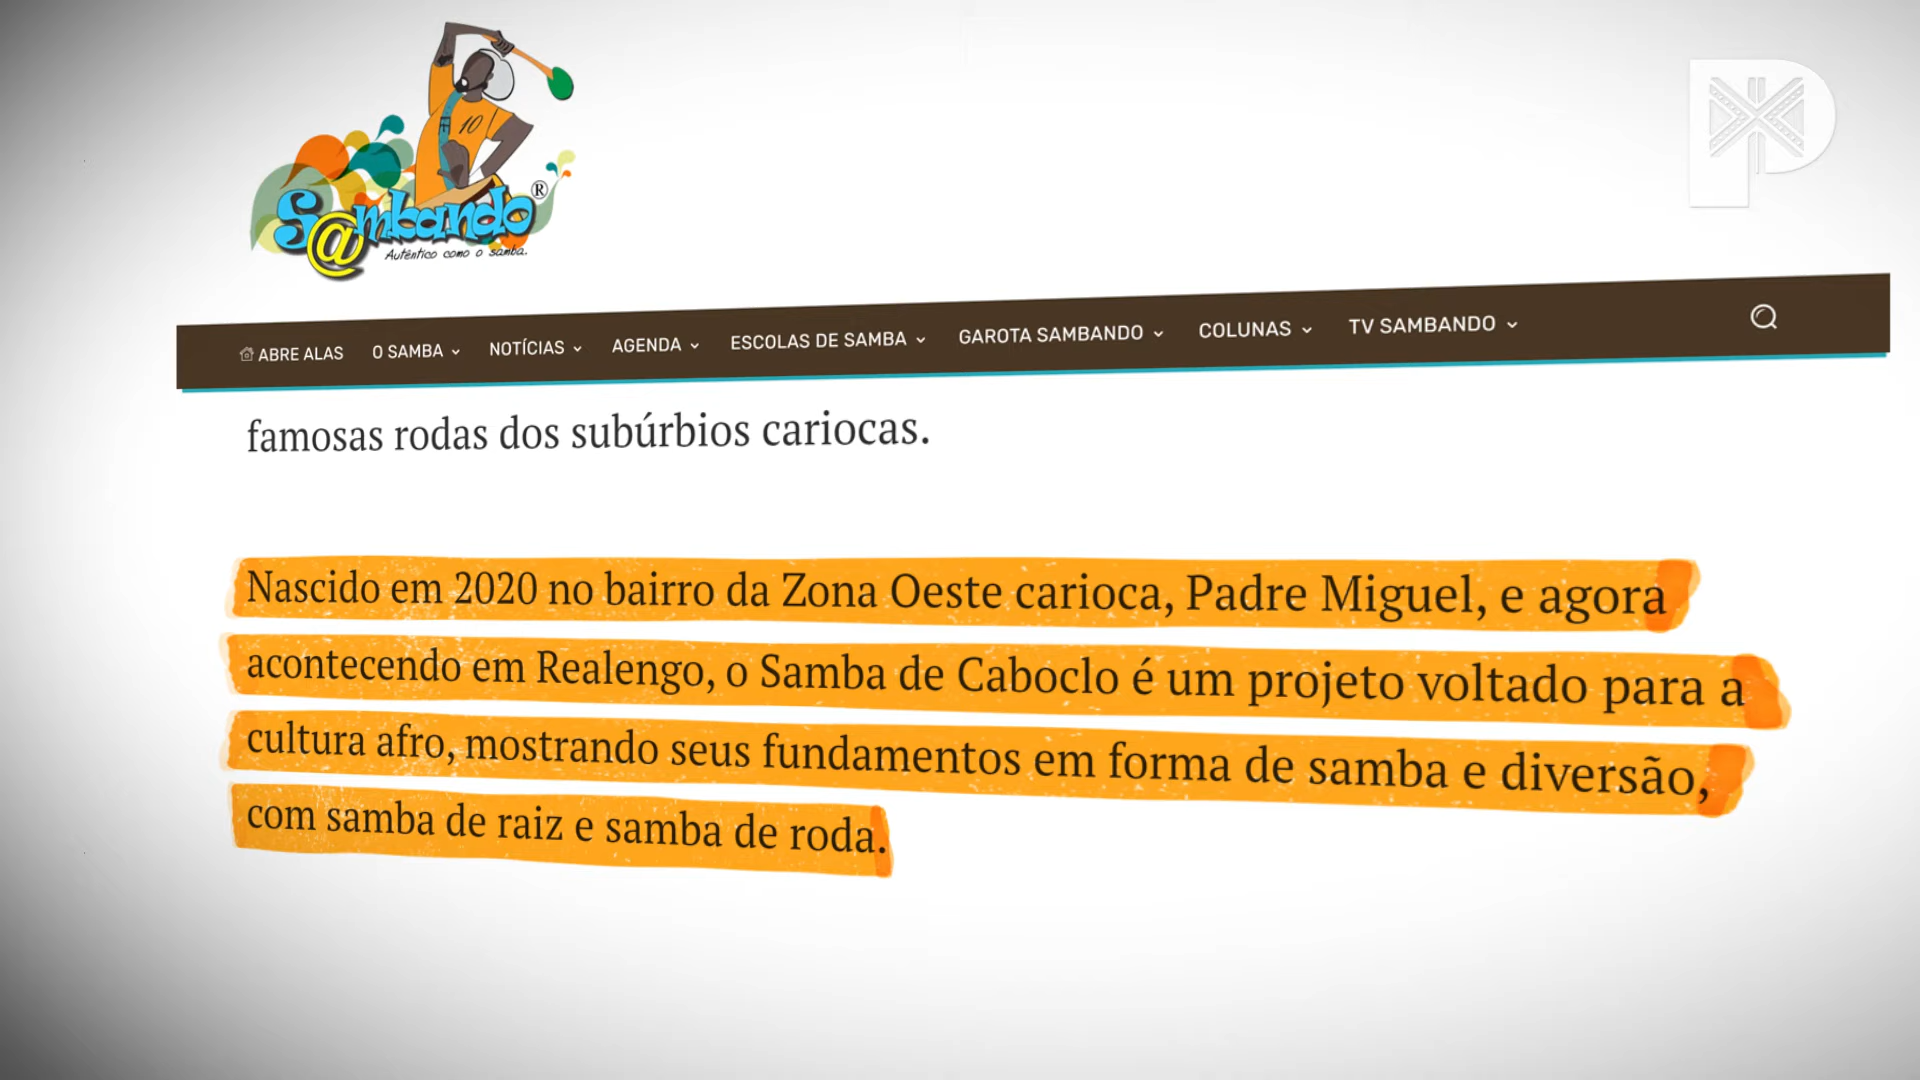 10
S@mbando®
Autêntico como o samba.
P
ABRE ALAS O SAMBA NOTÍCIAS AGENDA ESCOLAS DE SAMBA GAROTA SAMBANDO COLUNAS TV SAMBANDO
famosas rodas dos subúrbios cariocas.
Nascido em 2020 no bairro da Zona Oeste carioca, Padre Miguel, e agora
acontecendo em Realengo, o Samba de Caboclo é um projeto voltado para a
cultura afro, mostrando seus fundamentos em forma de samba e diversão,
com samba de raiz e samba de roda.